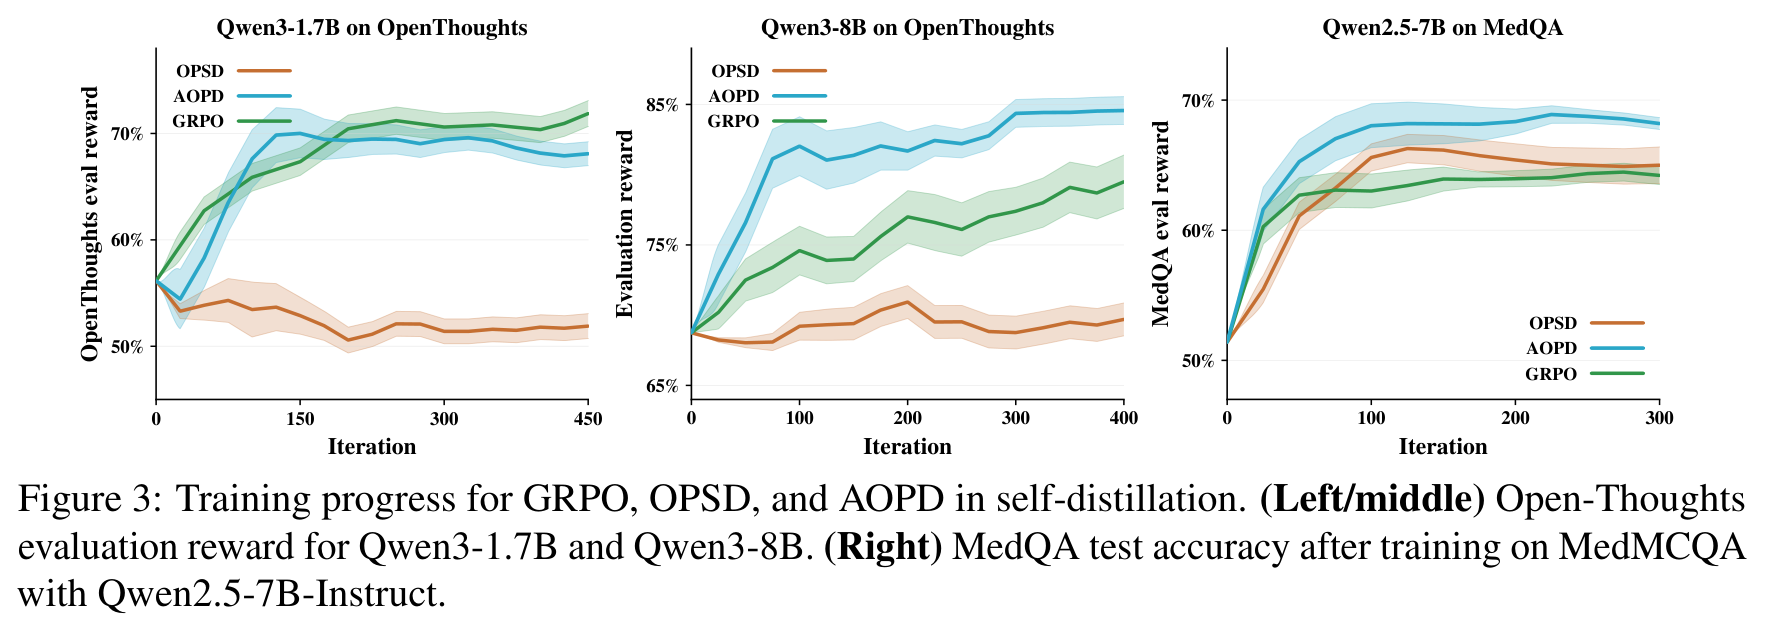 Qwen3-1.7B on OpenThoughts
OpenThoughts eval reward
70%
60%
50%
OPSD
AOPD
GRPO
0 150 300 450
Iteration
Qwen3-8B on OpenThoughts
Evaluation reward
85%
75%
65%
OPSD
AOPD
GRPO
0 100 200 300 400
Iteration
Qwen2.5-7B on MedQA
MedQA eval reward
70%
60%
50%
OPSD
AOPD
GRPO
0 100 200 300
Iteration
Figure 3: Training progress for GRPO, OPSD, and AOPD in self-distillation. (Left/middle) Open-Thoughts
evaluation reward for Qwen3-1.7B and Qwen3-8B. (Right) MedQA test accuracy after training on MedMCQA
with Qwen2.5-7B-Instruct.